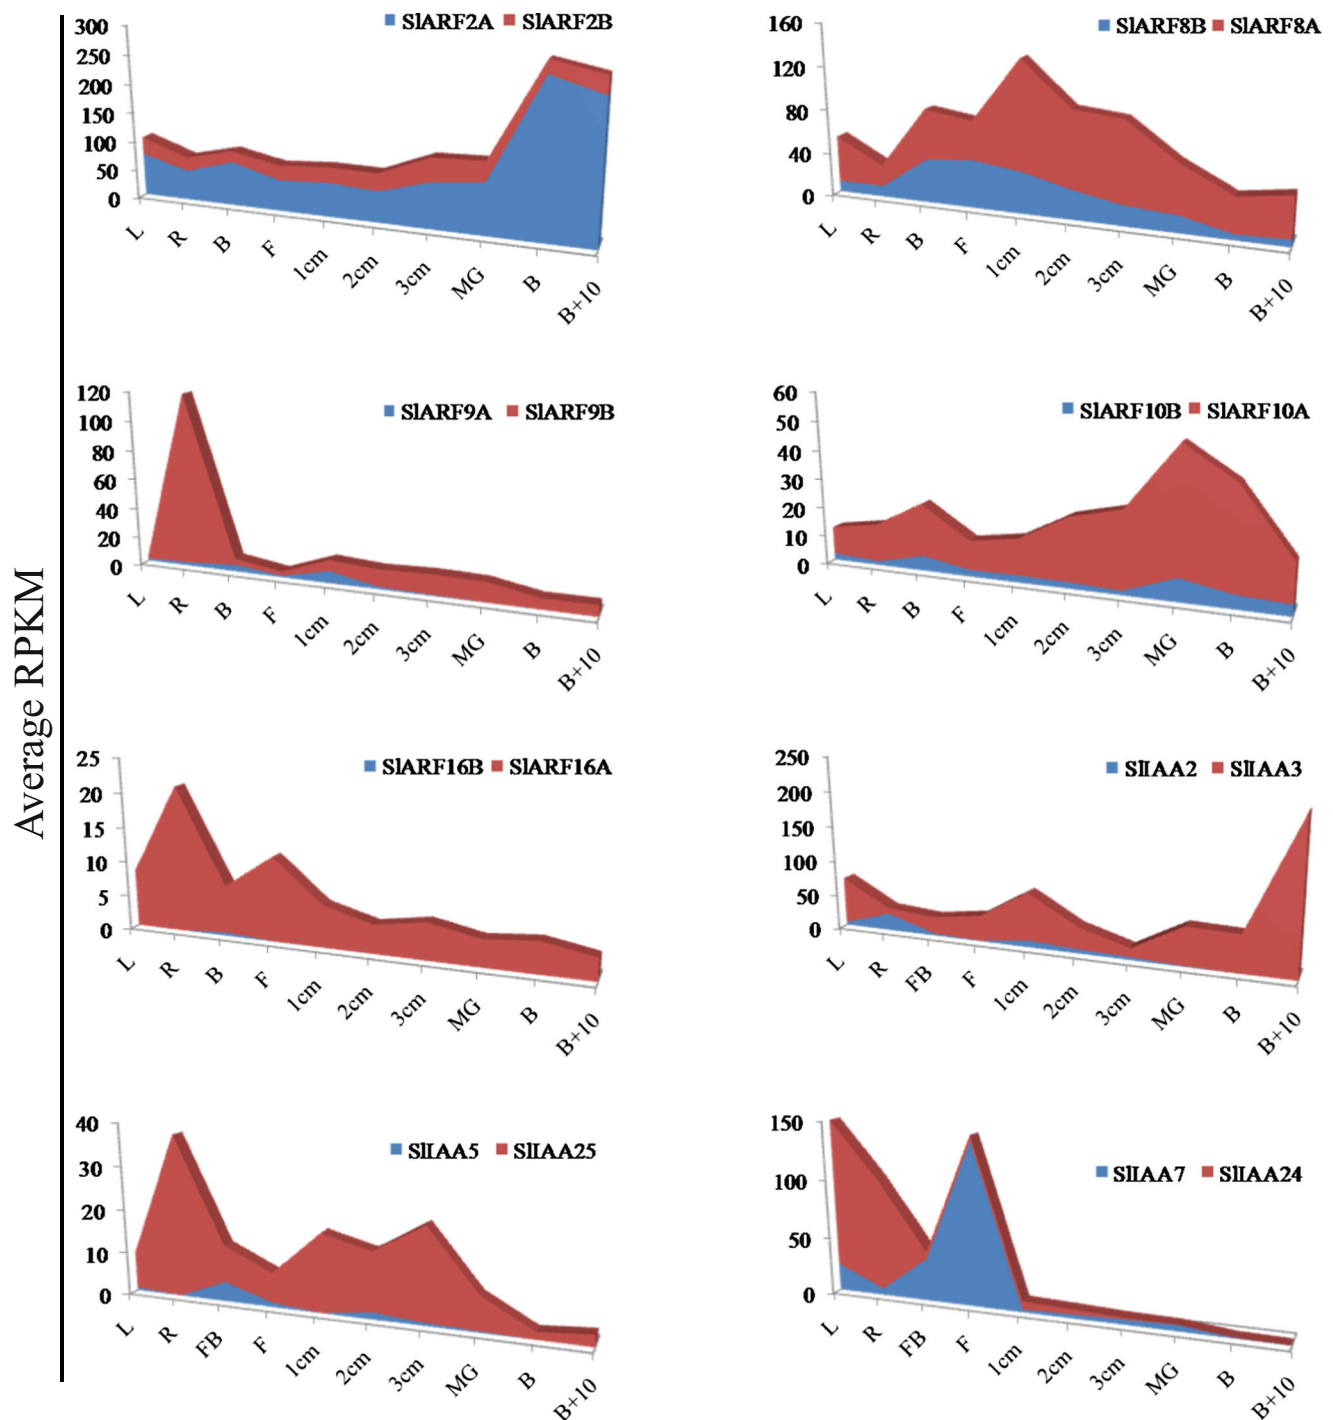 Average RPKM
SlARF2A SlARF2B
300
250
200
150
100
50
0
L R B F 1cm 2cm 3cm MG B B+10
SlARF8B SlARF8A
160
120
80
40
0
L R B F 1cm 2cm 3cm MG B B+10
SlARF9A SlARF9B
120
100
80
60
40
20
0
L R B F 1cm 2cm 3cm MG B B+10
SlARF10B SlARF10A
60
50
40
30
20
10
0
L R B F 1cm 2cm 3cm MG B B+10
SlARF16B SlARF16A
25
20
15
10
5
0
L R B F 1cm 2cm 3cm MG B B+10
SlIAA2 SlIAA3
250
200
150
100
50
0
L R FB F 1cm 2cm 3cm MG B B+10
SlIAA5 SlIAA25
40
30
20
10
0
L R FB F 1cm 2cm 3cm MG B B+10
SlIAA7 SlIAA24
150
100
50
0
L R FB F 1cm 2cm 3cm MG B B+10